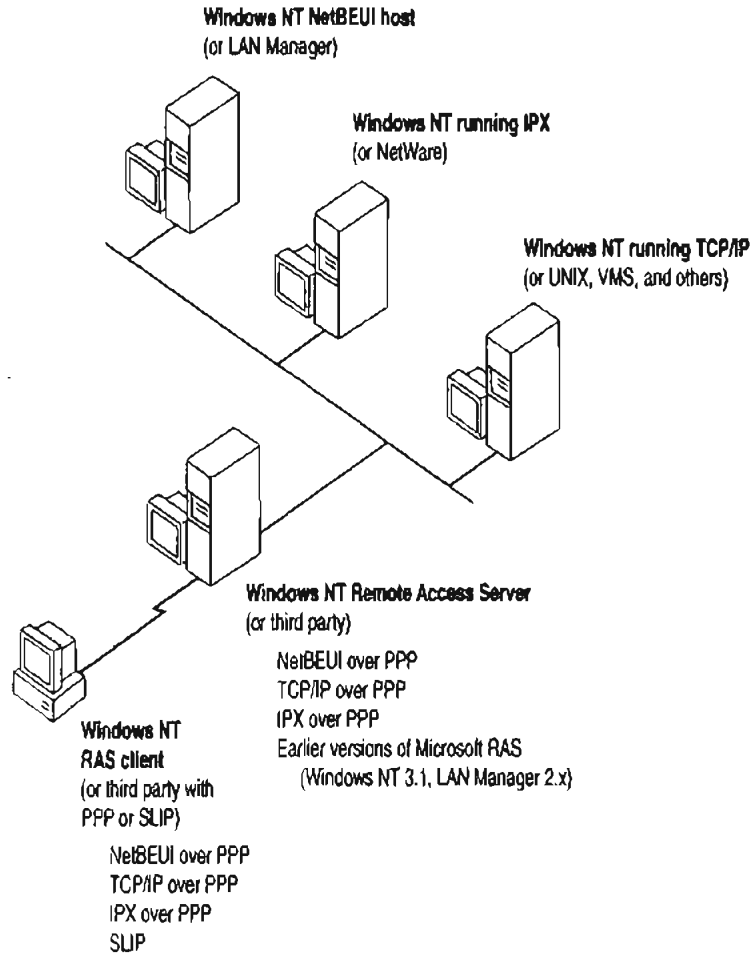 Windows NT NetBEUI host
(or LAN Manager)
Windows NT running IPX
(or NetWare)
Windows NT running TCP/IP
(or UNIX, VMS, and others)
Windows NT Remote Access Server
(or third party)
NetBEUI over PPP
TCP/IP over PPP
IPX over PPP
Earlier versions of Microsoft RAS
(Windows NT 3.1, LAN Manager 2.x)
Windows NT
RAS client
(or third party with
PPP or SLIP)
NetBEUI over PPP
TCP/IP over PPP
IPX over PPP
SLIP